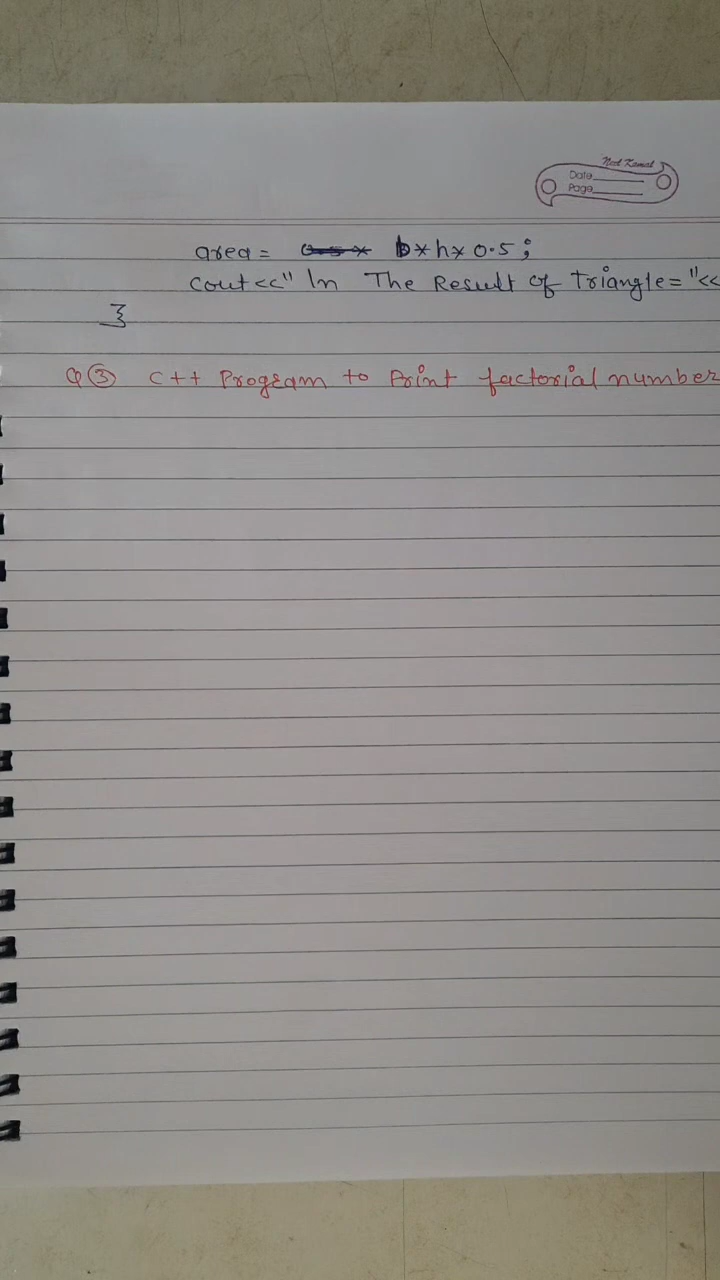 Neel Kamal
Date
Page
area = b*h*0.5;
cout<<"\n The Result of Triangle="<<
}
Q③ C++ Program to Print factorial number